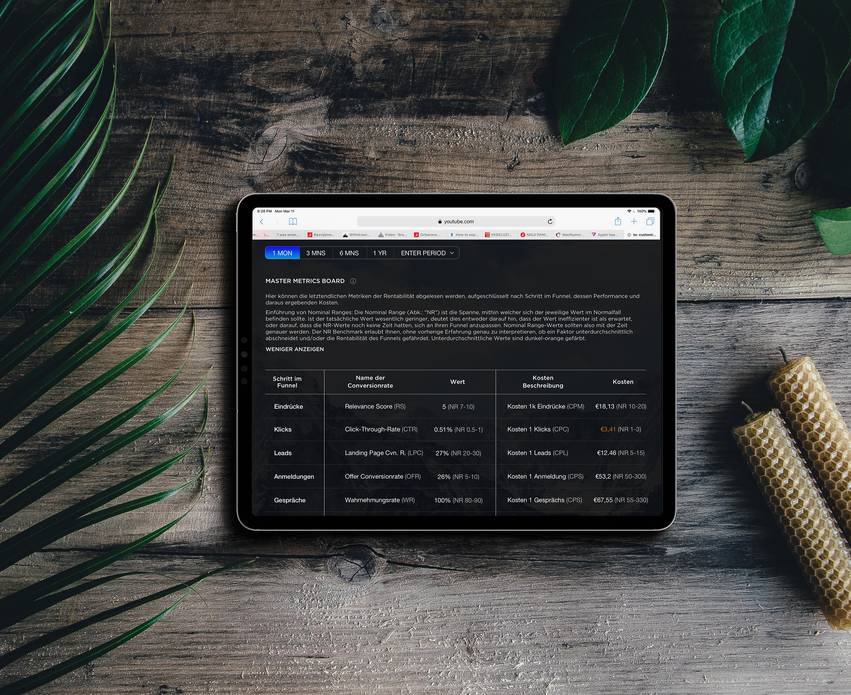 8:28 PM Mon Mar 11
youtube.com
1 MON 3 MNS 6 MNS 1 YR ENTER PERIOD
MASTER METRICS BOARD
Hier können die letztendlichen Metriken der Rentabilität abgelesen werden, aufgeschlüsselt nach Schritt im Funnel, dessen Performance und
daraus ergebenden Kosten.
Einführung von Nominal Ranges: Die Nominal Range (Abk.: "NR") ist die Spanne, mitten welcher sich der jeweilige Wert im Normalfall
befinden sollte. Ist der tatsächliche Wert wesentlich geringer, deutet dies entweder darauf hin, dass der Wert ineffizienter ist als erwartet,
oder darauf, dass die NR-Werte noch keine Zeit hatten, sich an Ihren Funnel anzupassen. Nominal Range-Werte sollten also mit der Zeit
genauer werden. Der NR Benchmark erlaubt Ihnen, ohne vorherige Erfahrung genau zu interpretieren, ob ein Faktor unterdurchschnittlich
abschneidet und/oder die Rentabilität des Funnels gefährdet. Unterdurchschnittliche Werte sind dunkel-orange gefärbt.
WENIGER ANZEIGEN
Schritt im Funnel Name der Conversionrate Wert Kosten Beschreibung Kosten
Eindrücke Relevance Score (RS) 5 (NR 7-10) Kosten 1k Eindrücke (CPM) €18,13 (NR 10-20)
Klicks Click-Through-Rate (CTR) 0.51% (NR 0.5-1) Kosten 1 Klicks (CPC) €3,41 (NR 1-3)
Leads Landing Page Cvn. R. (LPC) 27% (NR 20-30) Kosten 1 Leads (CPL) €12.46 (NR 5-15)
Anmeldungen Offer Conversionrate (OFR) 26% (NR 5-10) Kosten 1 Anmeldung (CPS) €53,2 (NR 50-300)
Gespräche Wahrnehmungsrate (WR) 100% (NR 80-90) Kosten 1 Gesprächs (CPS) €67,55 (NR 55-330)